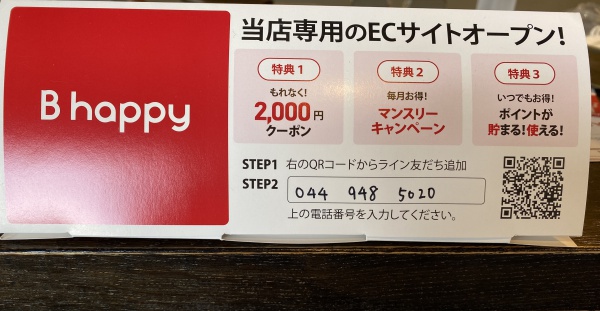 B happy
当店専用のECサイトオープン!
特典1
もれなく!
2,000円
クーポン
特典2
毎月お得!
マンスリー
キャンペーン
特典3
いつでもお得!
ポイントが
貯まる!使える!
STEP1 右のQRコードからライン友だち追加
STEP2 044 948 5020
上の電話番号を入力してください。